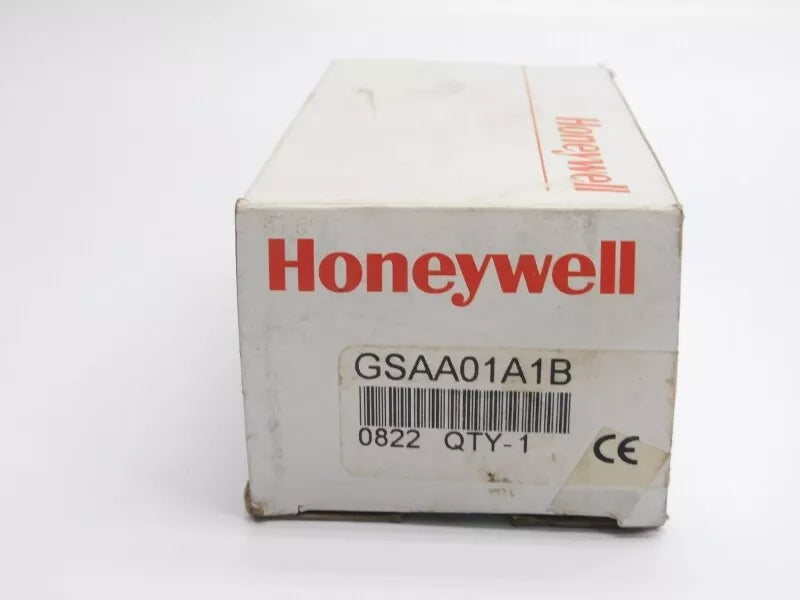 Honeywell
Honeywell
GSAA01A1B
0822 QTY-1
CE